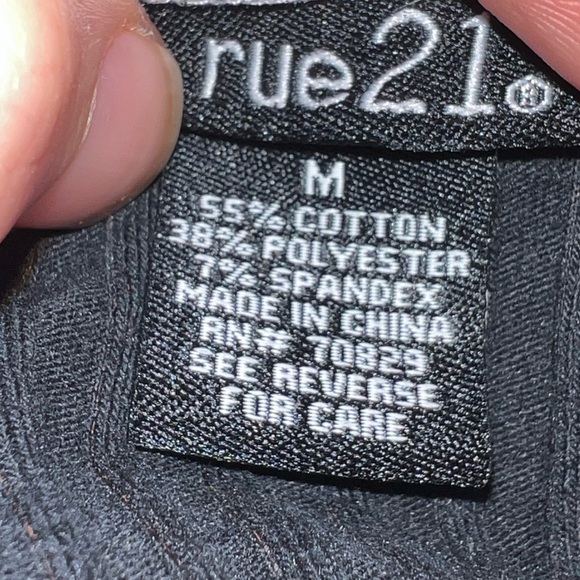 rue21®
M
55% COTTON
38% POLYESTER
7% SPANDEX
MADE IN CHINA
RN# 70829
SEE REVERSE
FOR CARE